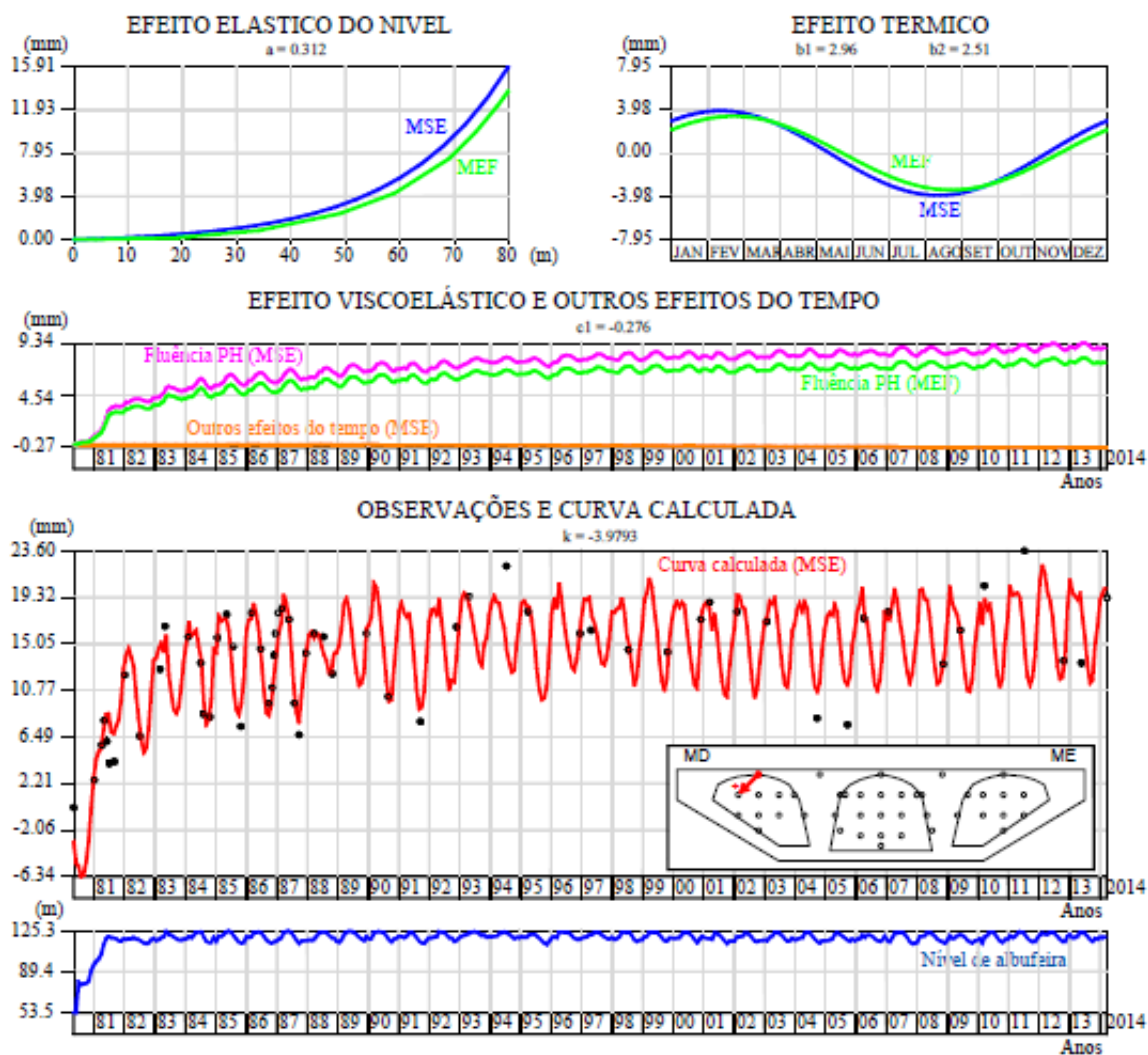 EFEITO ELASTICO DO NIVEL
a = 0.312
(mm)
15.91
11.93
7.95
3.98
0.00
MSE
MEF
0 10 20 30 40 50 60 70 80 (m)
EFEITO TERMICO
b1 = 2.96 b2 = 2.51
(mm)
7.95
3.98
0.00
-3.98
-7.95
MEF
MSE
JAN FEV MAR ABR MAI JUN JUL AGO SET OUT NOV DEZ
EFEITO VISCOELÁSTICO E OUTROS EFEITOS DO TEMPO
c1 = -0.276
(mm)
9.34
4.54
-0.27
Fluência PH (MSE)
Fluência PH (MEF)
Outros efeitos do tempo (MSE)
81 82 83 84 85 86 87 88 89 90 91 92 93 94 95 96 97 98 99 00 01 02 03 04 05 06 07 08 09 10 11 12 13 2014
Anos
OBSERVAÇÕES E CURVA CALCULADA
k = -3.9793
(mm)
23.60
19.32
15.05
10.77
6.49
2.21
-2.06
-6.34
Curva calculada (MSE)
MD ME
+
81 82 83 84 85 86 87 88 89 90 91 92 93 94 95 96 97 98 99 00 01 02 03 04 05 06 07 08 09 10 11 12 13 2014
Anos
(m)
125.3
89.4
53.5
Nível de albufeira
81 82 83 84 85 86 87 88 89 90 91 92 93 94 95 96 97 98 99 00 01 02 03 04 05 06 07 08 09 10 11 12 13 2014
Anos